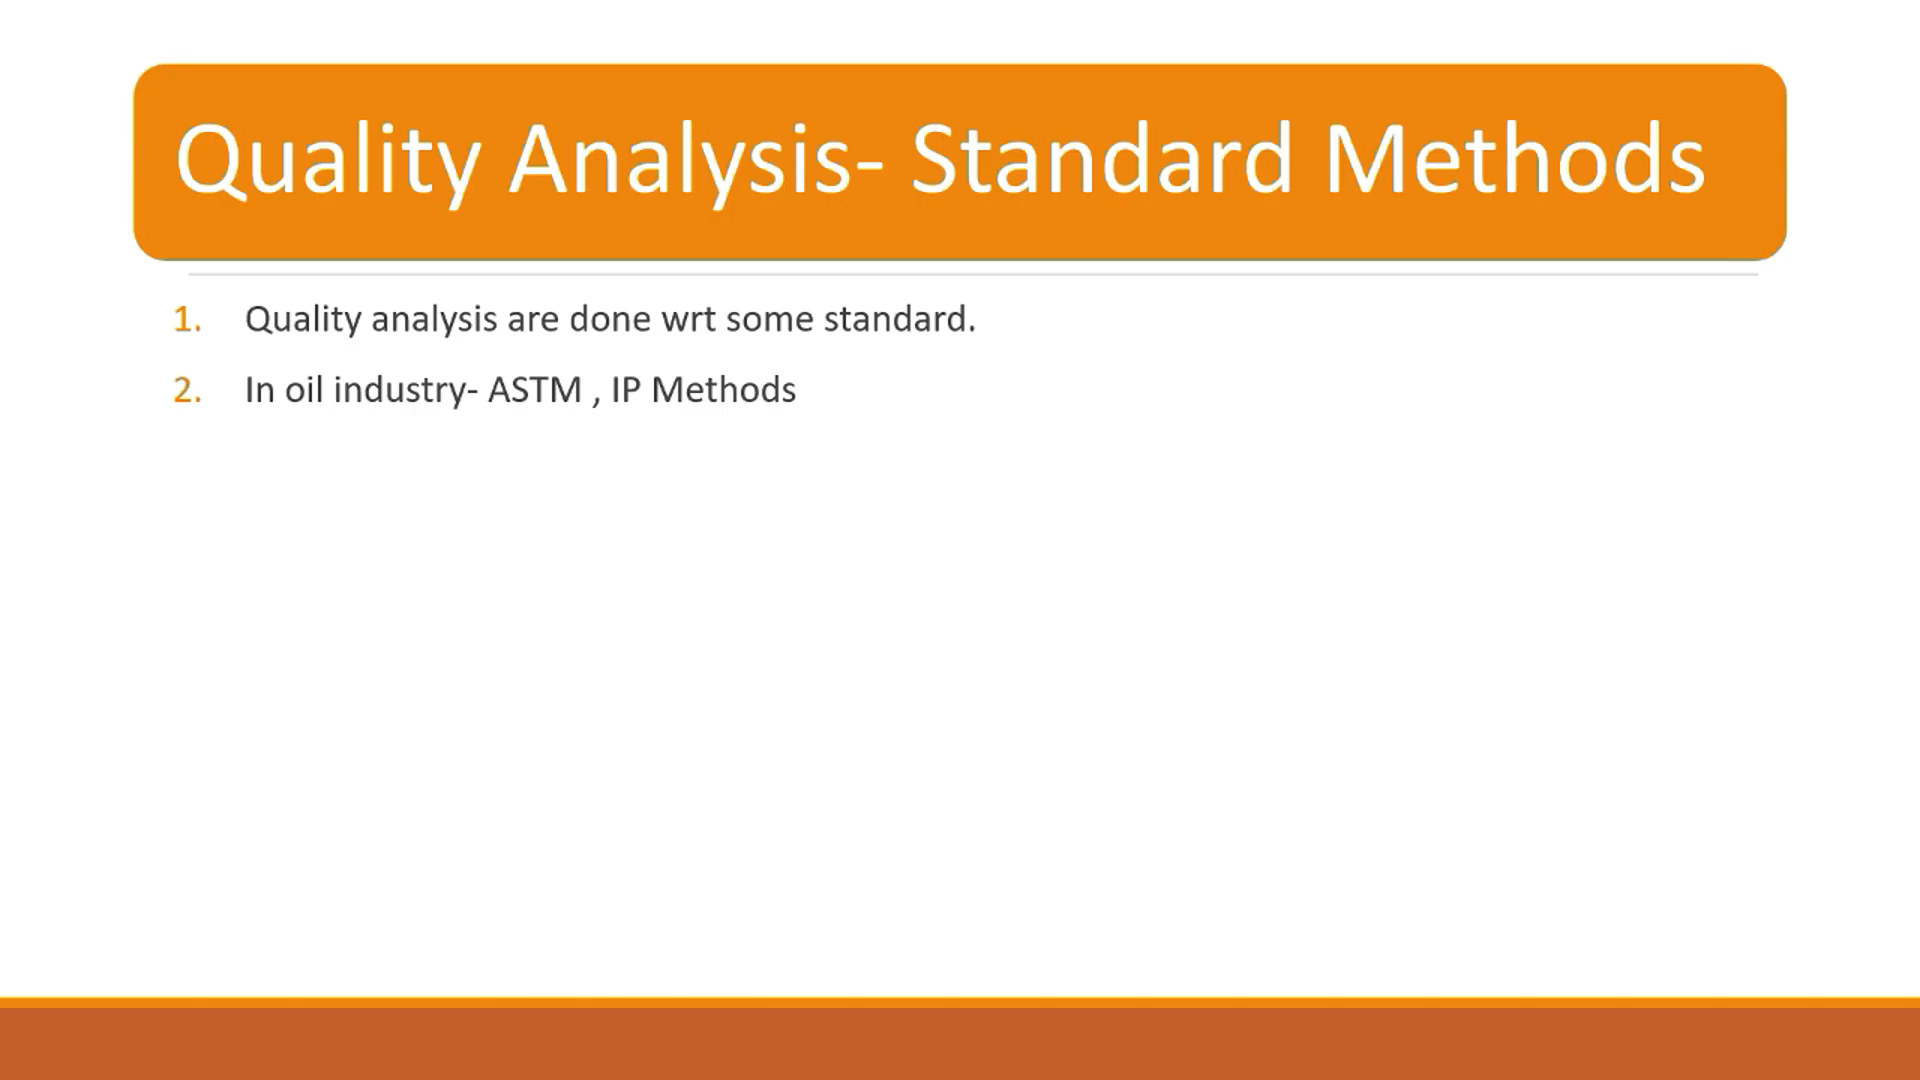 Quality Analysis- Standard Methods
1. Quality analysis are done wrt some standard.
2. In oil industry- ASTM , IP Methods